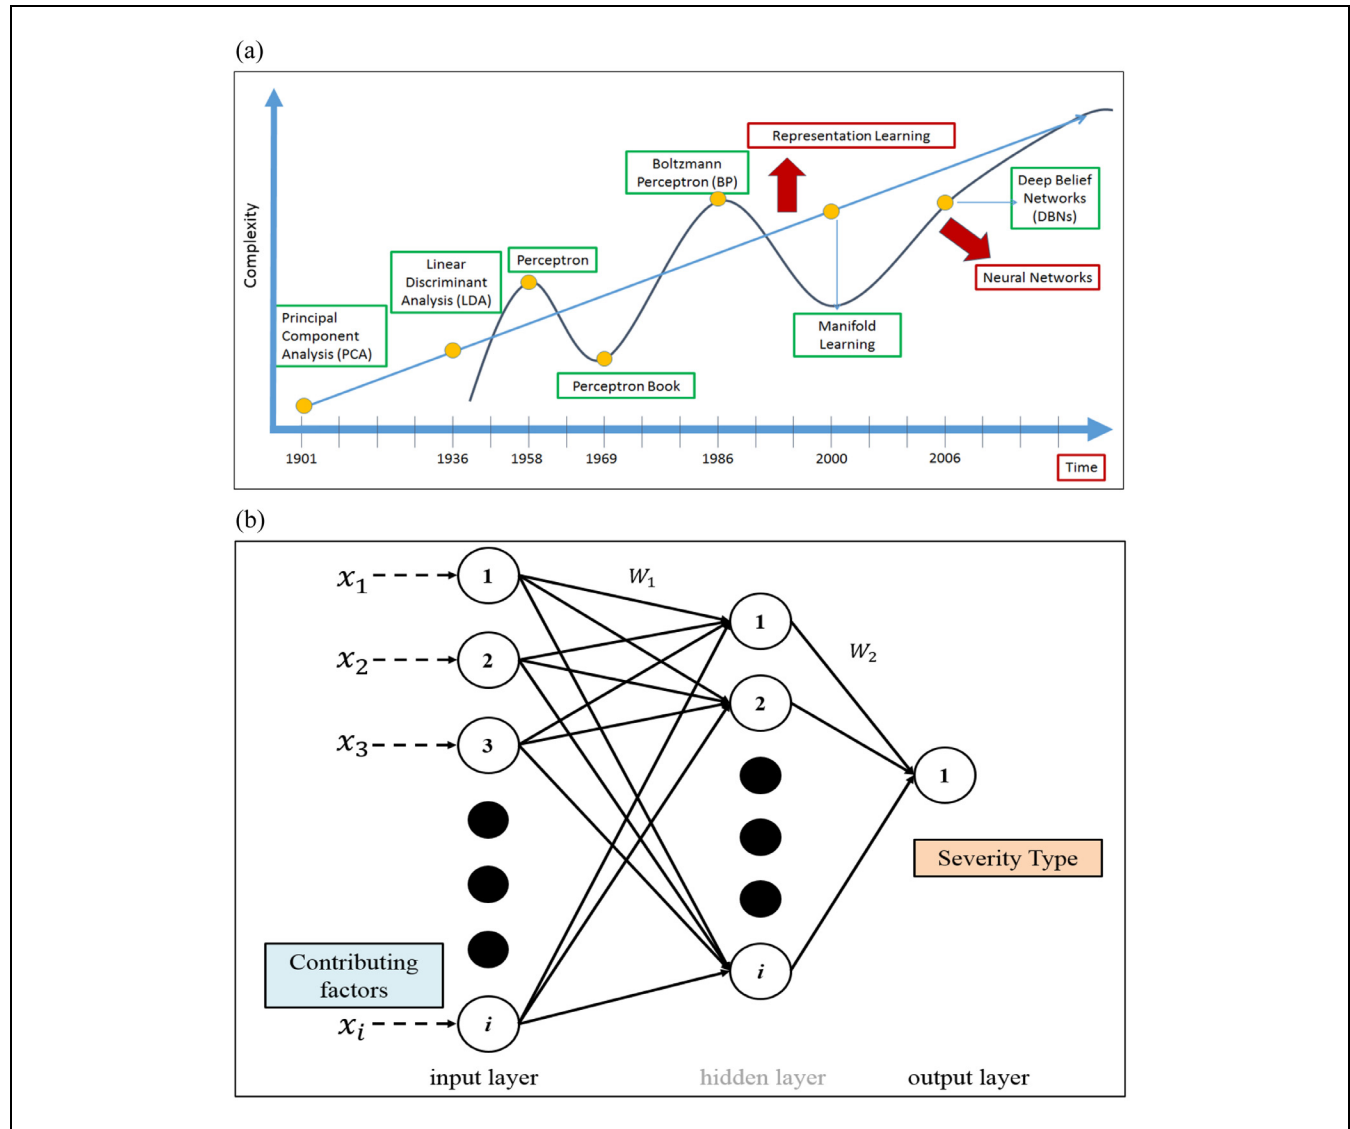 (a)
Complexity
Principal
Component
Analysis (PCA)
Linear
Discriminant
Analysis (LDA)
Perceptron
Perceptron Book
Boltzmann
Perceptron (BP)
Representation Learning
Manifold
Learning
Deep Belief
Networks
(DBNs)
Neural Networks
1901 1936 1958 1969 1986 2000 2006
Time
(b)
x₁ 1
x₂ 2
x₃ 3
xᵢ i
W₁
1
2
i
W₂
1
Severity Type
Contributing
factors
input layer hidden layer output layer